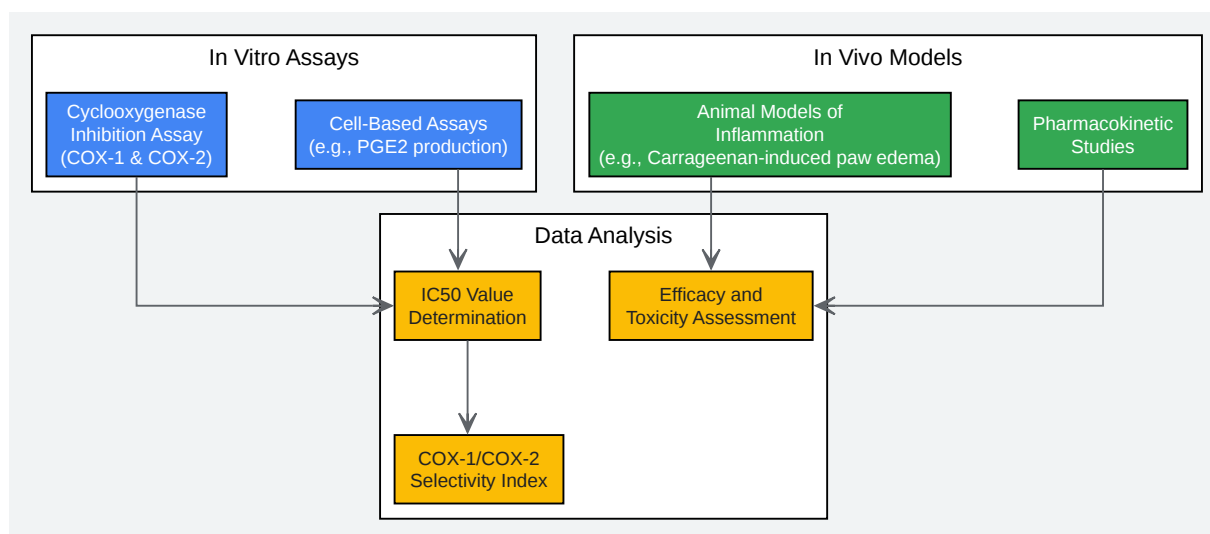 In Vitro Assays
Cyclooxygenase
Inhibition Assay
(COX-1 & COX-2)
Cell-Based Assays
(e.g., PGE2 production)
In Vivo Models
Animal Models of
Inflammation
(e.g., Carrageenan-induced paw edema)
Pharmacokinetic
Studies
Data Analysis
IC50 Value
Determination
Efficacy and
Toxicity Assessment
COX-1/COX-2
Selectivity Index